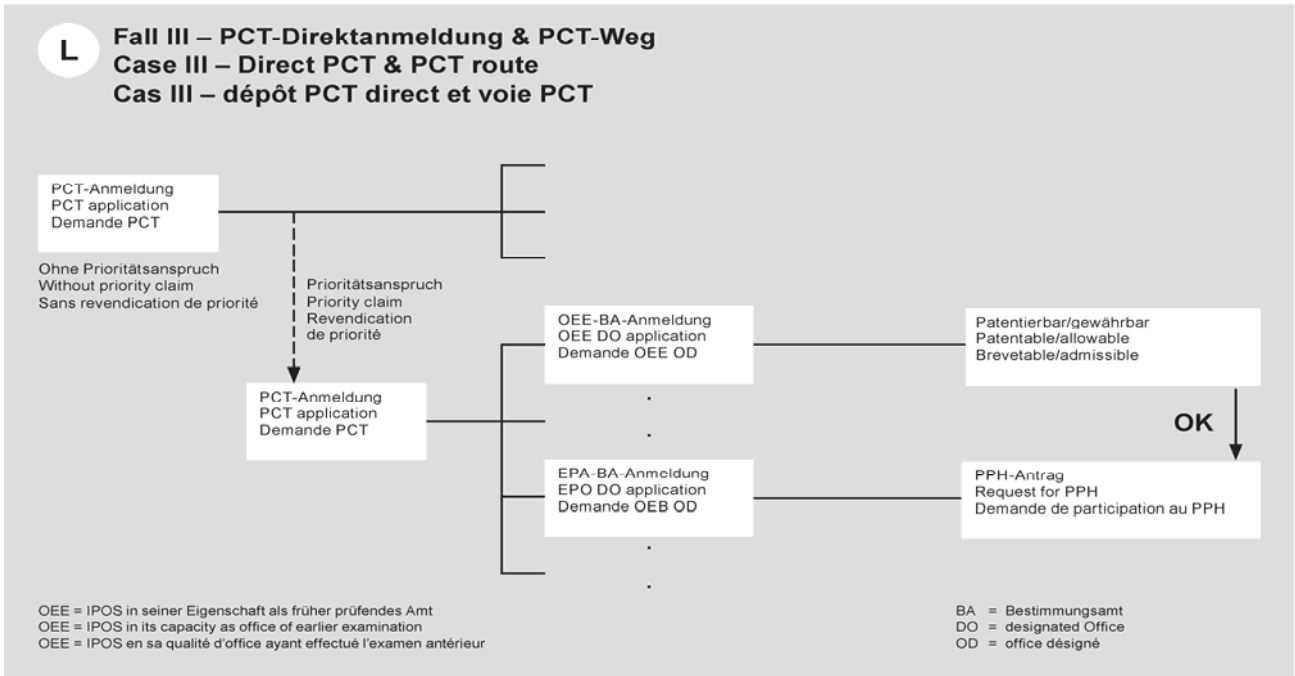 L
Fall III – PCT-Direktanmeldung & PCT-Weg
Case III – Direct PCT & PCT route
Cas III – dépôt PCT direct et voie PCT
PCT-Anmeldung
PCT application
Demande PCT
Ohne Prioritätsanspruch
Without priority claim
Sans revendication de priorité
Prioritätsanspruch
Priority claim
Revendication
de priorité
OEE-BA-Anmeldung
OEE DO application
Demande OEE OD
Patentierbar/gewährbar
Patentable/allowable
Brevetable/admissible
PCT-Anmeldung
PCT application
Demande PCT
OK
EPA-BA-Anmeldung
EPO DO application
Demande OEB OD
PPH-Antrag
Request for PPH
Demande de participation au PPH
OEE = IPOS in seiner Eigenschaft als früher prüfendes Amt
OEE = IPOS in its capacity as office of earlier examination
OEE = IPOS en sa qualité d'office ayant effectué l'examen antérieur
BA = Bestimmungsamt
DO = designated Office
OD = office désigné